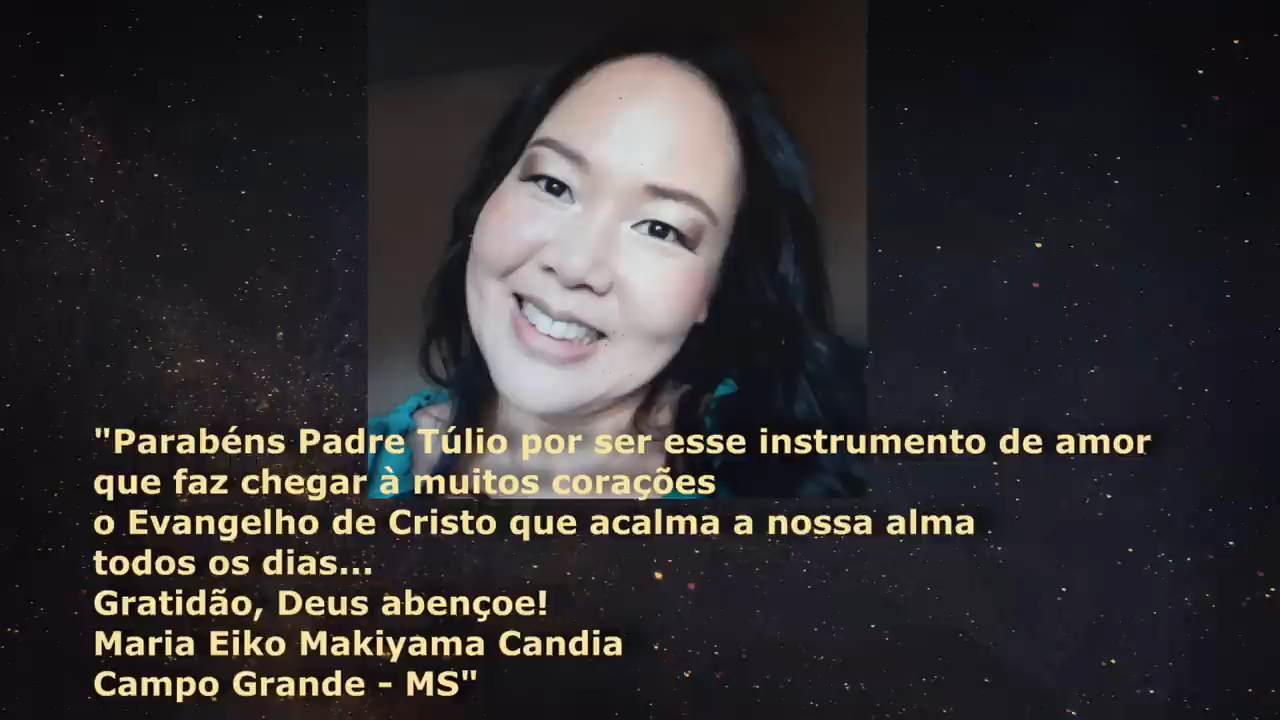 "Parabéns Padre Túlio por ser esse instrumento de amor
que faz chegar à muitos corações
o Evangelho de Cristo que acalma a nossa alma
todos os dias...
Gratidão, Deus abençoe!
Maria Eiko Makiyama Candia
Campo Grande - MS"